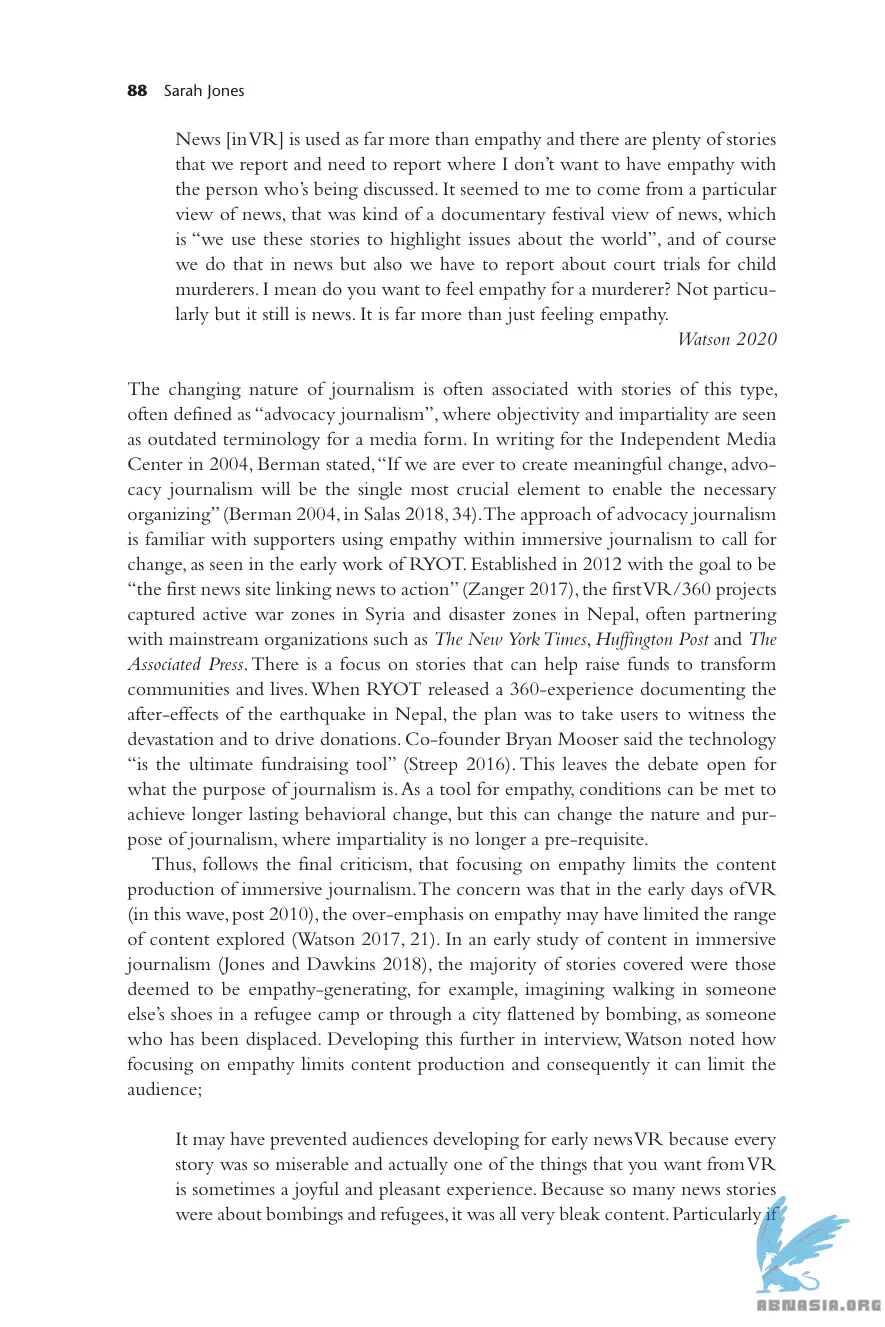 88 Sarah Jones
News [in VR] is used as far more than empathy and there are plenty of stories
that we report and need to report where I don’t want to have empathy with
the person who’s being discussed. It seemed to me to come from a particular
view of news, that was kind of a documentary festival view of news, which
is “we use these stories to highlight issues about the world”, and of course
we do that in news but also we have to report about court trials for child
murderers. I mean do you want to feel empathy for a murderer? Not particu-
larly but it still is news. It is far more than just feeling empathy.
Watson 2020
The changing nature of journalism is often associated with stories of this type,
often defined as “advocacy journalism”, where objectivity and impartiality are seen
as outdated terminology for a media form. In writing for the Independent Media
Center in 2004, Berman stated, “If we are ever to create meaningful change, advo-
cacy journalism will be the single most crucial element to enable the necessary
organizing” (Berman 2004, in Salas 2018, 34). The approach of advocacy journalism
is familiar with supporters using empathy within immersive journalism to call for
change, as seen in the early work of RYOT. Established in 2012 with the goal to be
“the first news site linking news to action” (Zanger 2017), the first VR/360 projects
captured active war zones in Syria and disaster zones in Nepal, often partnering
with mainstream organizations such as The New York Times, Huffington Post and The
Associated Press. There is a focus on stories that can help raise funds to transform
communities and lives. When RYOT released a 360-experience documenting the
after-effects of the earthquake in Nepal, the plan was to take users to witness the
devastation and to drive donations. Co-founder Bryan Mooser said the technology
“is the ultimate fundraising tool” (Streep 2016). This leaves the debate open for
what the purpose of journalism is. As a tool for empathy, conditions can be met to
achieve longer lasting behavioral change, but this can change the nature and pur-
pose of journalism, where impartiality is no longer a pre-requisite.
Thus, follows the final criticism, that focusing on empathy limits the content
production of immersive journalism. The concern was that in the early days of VR
(in this wave, post 2010), the over-emphasis on empathy may have limited the range
of content explored (Watson 2017, 21). In an early study of content in immersive
journalism (Jones and Dawkins 2018), the majority of stories covered were those
deemed to be empathy-generating, for example, imagining walking in someone
else’s shoes in a refugee camp or through a city flattened by bombing, as someone
who has been displaced. Developing this further in interview, Watson noted how
focusing on empathy limits content production and consequently it can limit the
audience;
It may have prevented audiences developing for early news VR because every
story was so miserable and actually one of the things that you want from VR
is sometimes a joyful and pleasant experience. Because so many news stories
were about bombings and refugees, it was all very bleak content. Particularly if
ABNASIA.ORG